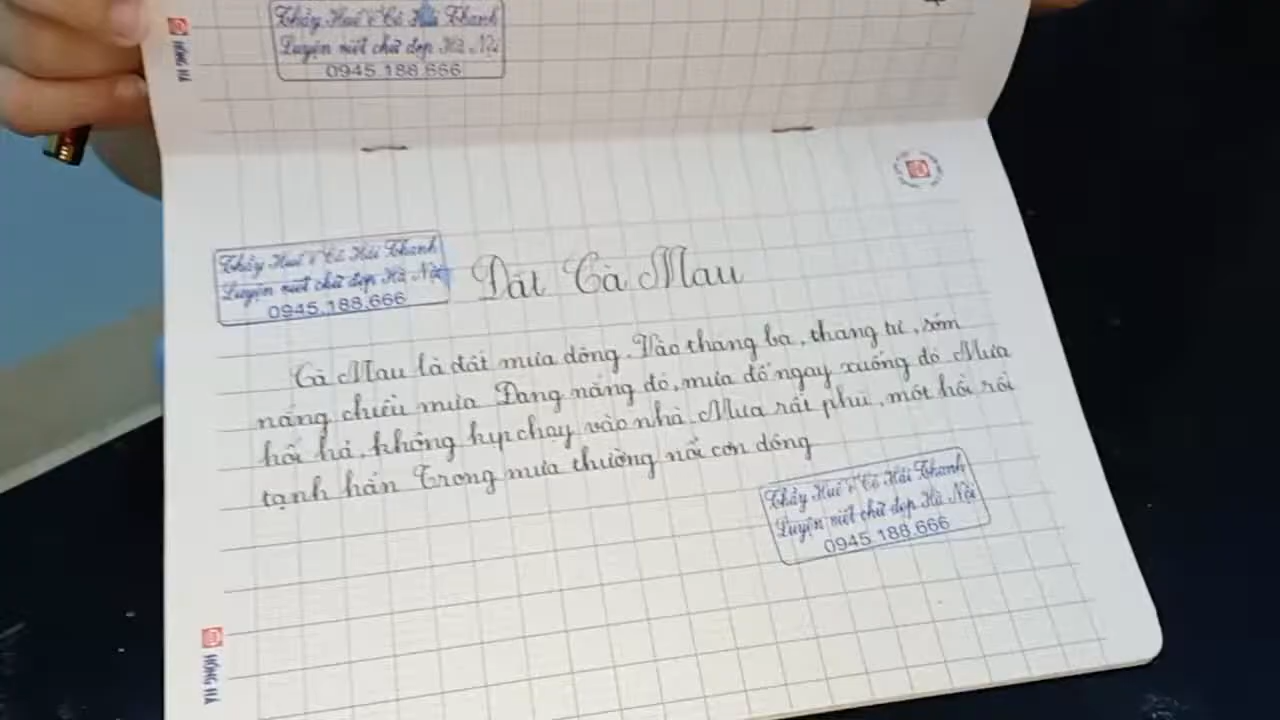 Thầy Huế & Cô Hải Thanh
Luyện viết chữ đẹp Hà Nội
0945.188.666
HỒNG HÀ
Thầy Huế & Cô Hải Thanh
Luyện viết chữ đẹp Hà Nội
0945.188.666
Đất Cà Mau
Cà Mau là đất mưa dông. Vào tháng ba, tháng tư, sớm
nắng chiều mưa. Đang nắng đó, mưa đổ ngay xuống đó. Mưa
hối hả, không kịp chạy vào nhà. Mưa rất phũ, một hồi rồi
tạnh hẳn. Trong mưa thường nổi cơn dông
Thầy Huế & Cô Hải Thanh
Luyện viết chữ đẹp Hà Nội
0945.188.666
HỒNG HÀ